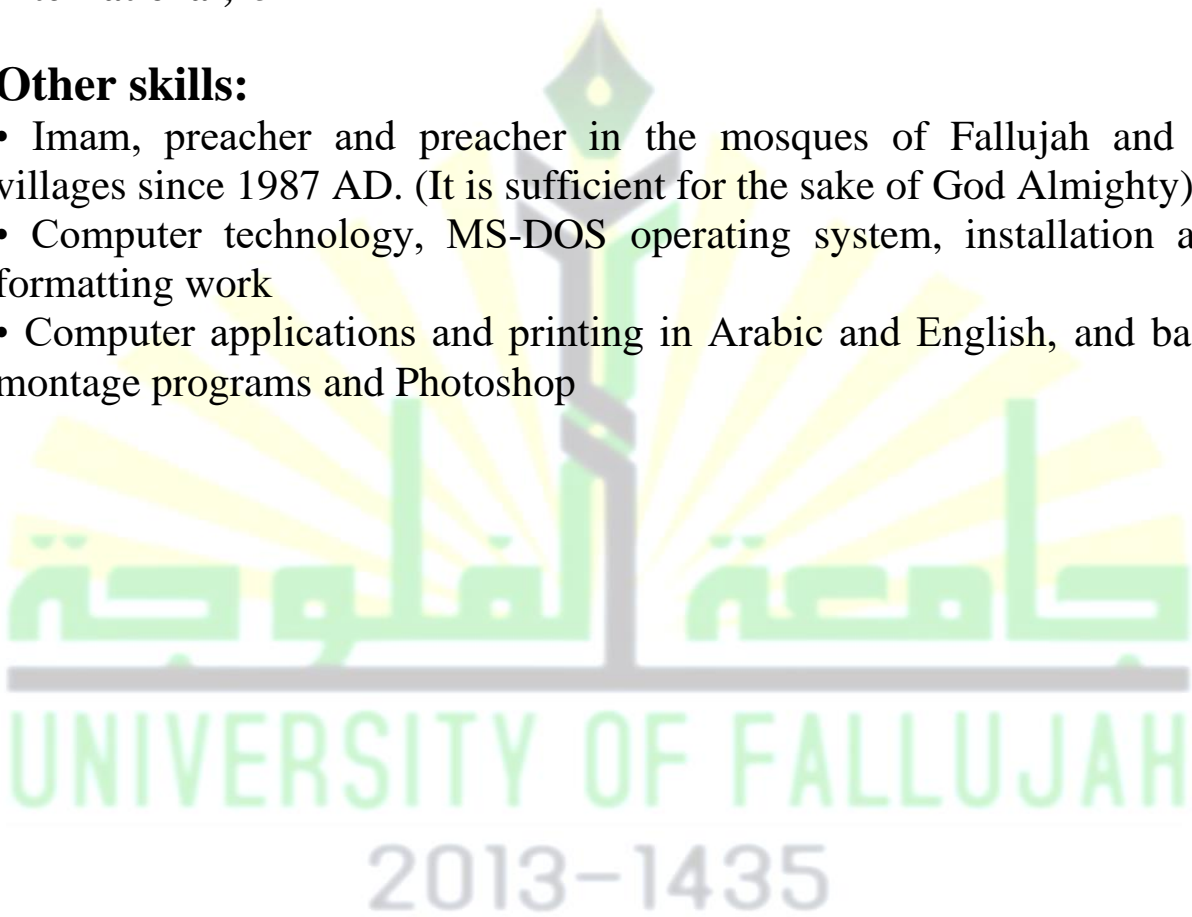 Other skills:
• Imam, preacher and preacher in the mosques of Fallujah and
villages since 1987 AD. (It is sufficient for the sake of God Almighty)
• Computer technology, MS-DOS operating system, installation a
formatting work
• Computer applications and printing in Arabic and English, and ba
montage programs and Photoshop
جامعة الفلوجة
UNIVERSITY OF FALLUJAH
2013-1435